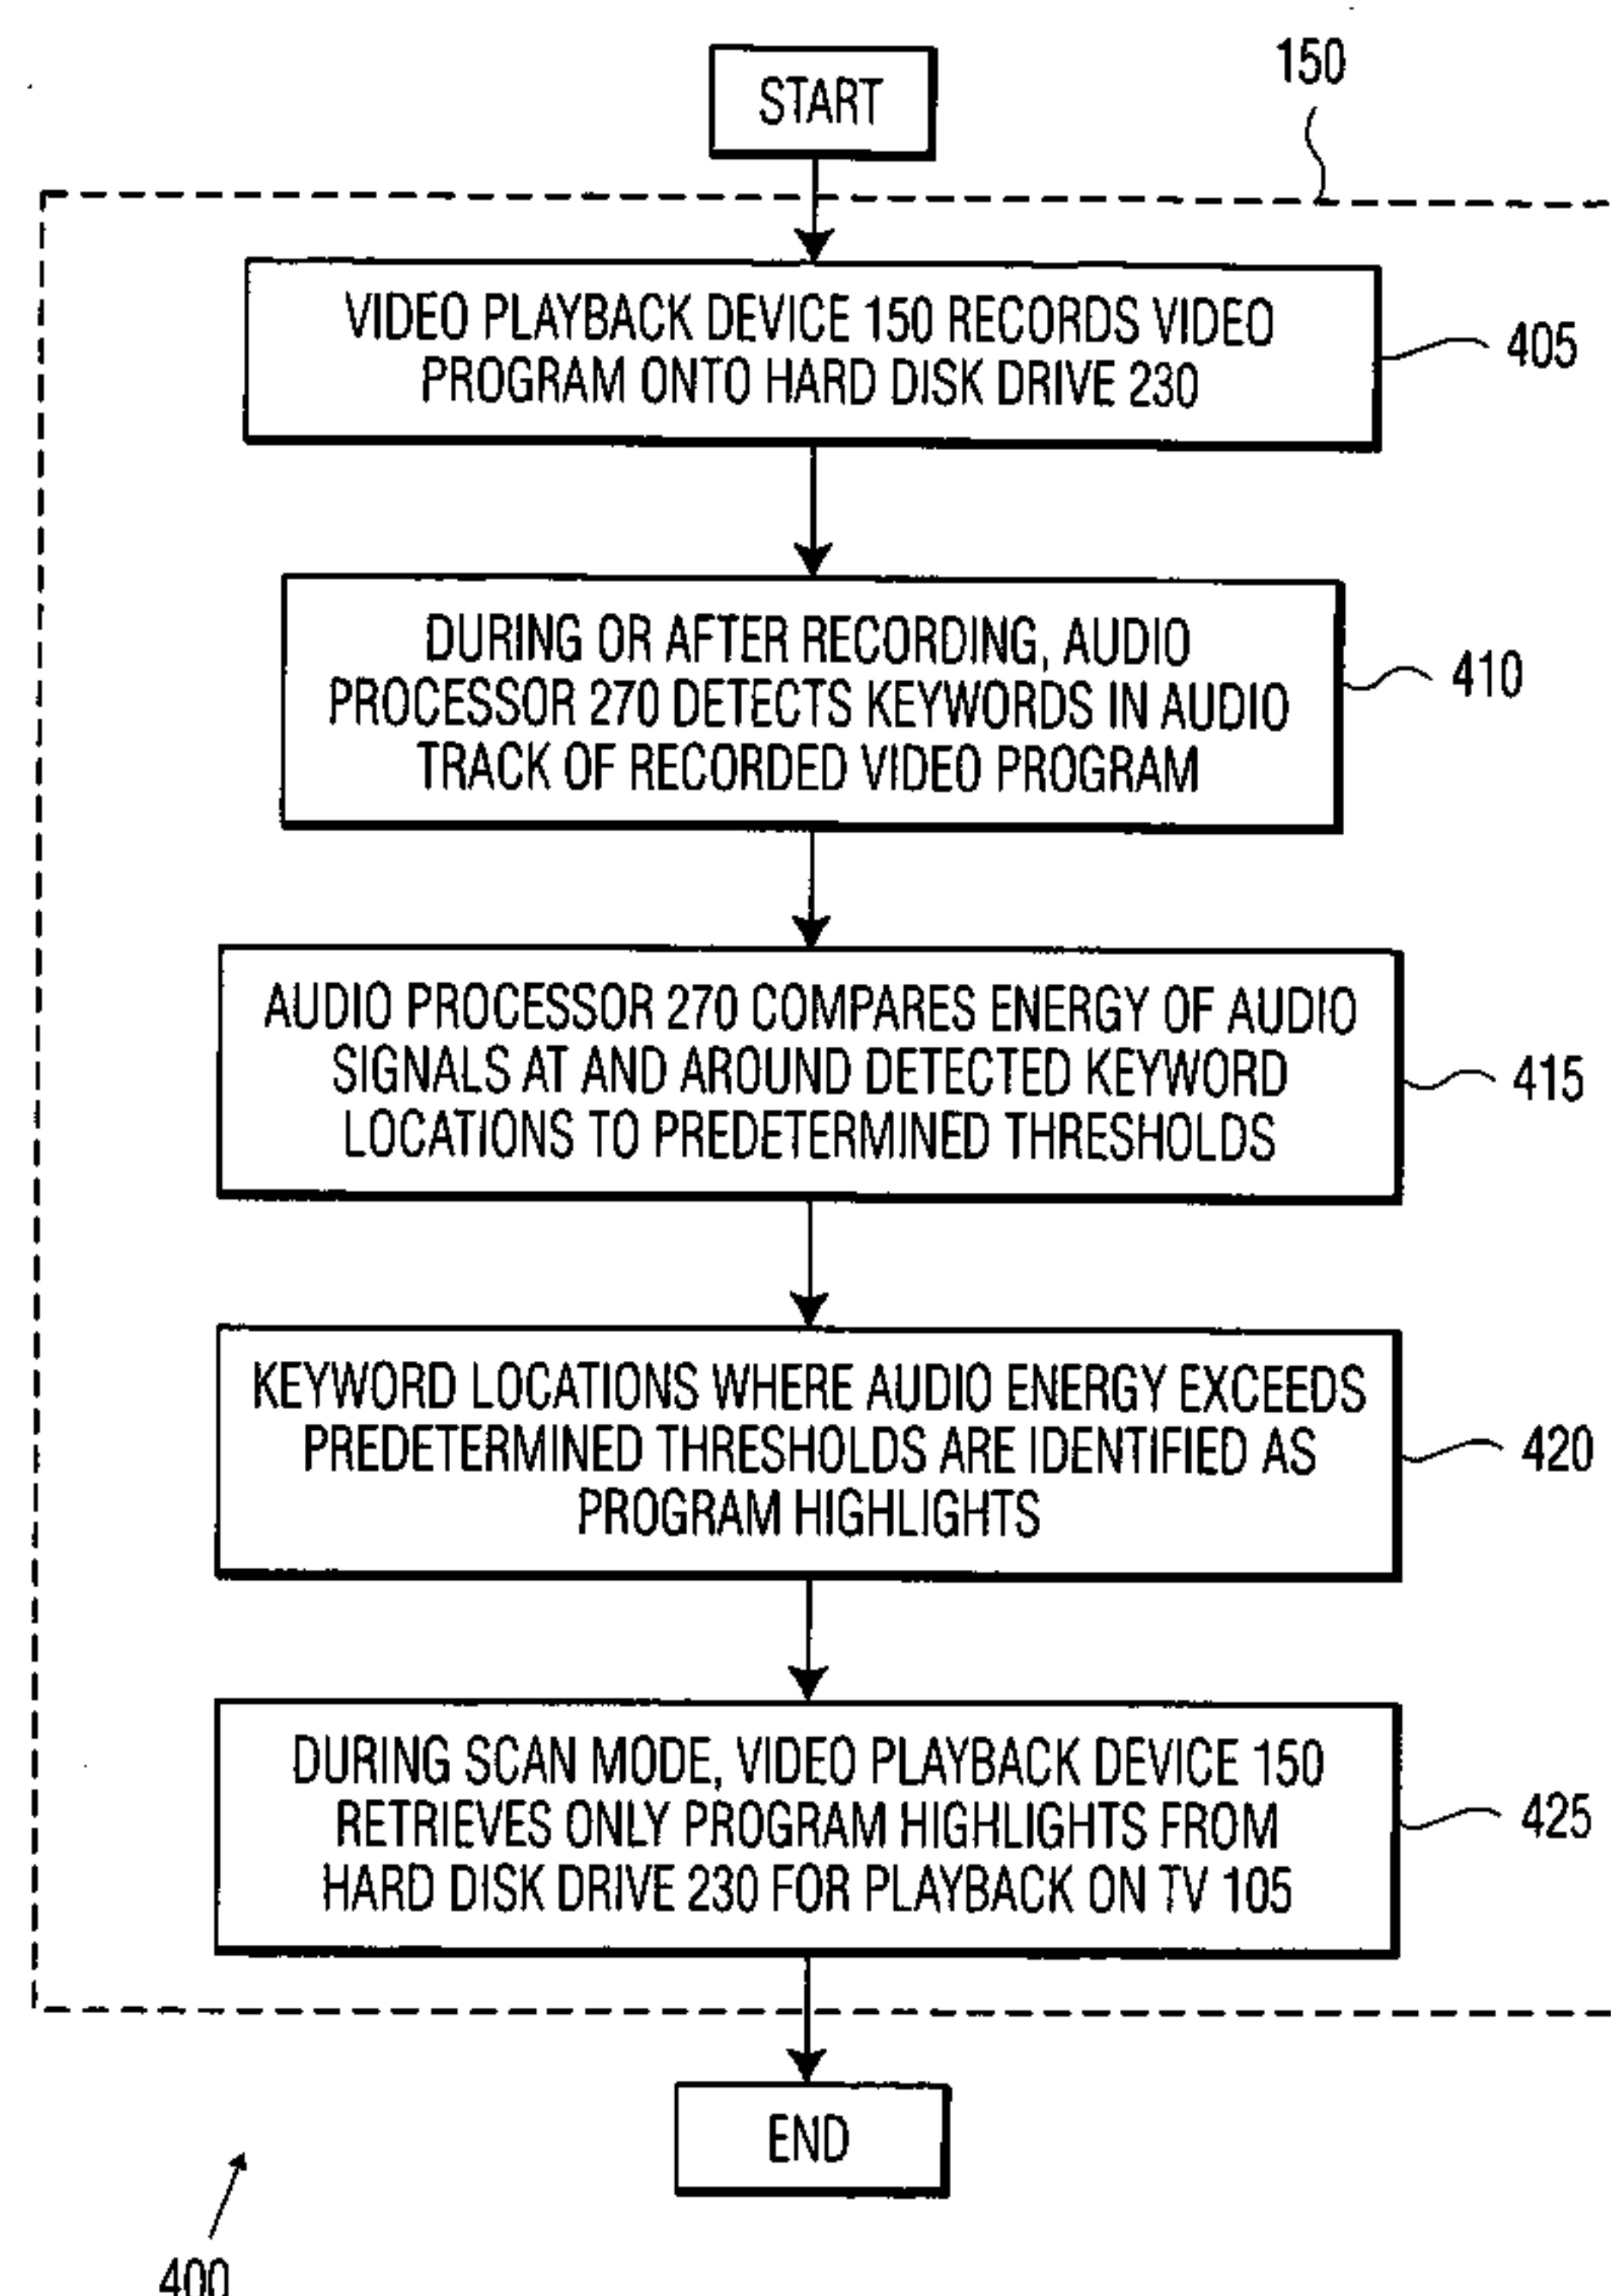 START
150
VIDEO PLAYBACK DEVICE 150 RECORDS VIDEO
PROGRAM ONTO HARD DISK DRIVE 230
405
DURING OR AFTER RECORDING, AUDIO
PROCESSOR 270 DETECTS KEYWORDS IN AUDIO
TRACK OF RECORDED VIDEO PROGRAM
410
AUDIO PROCESSOR 270 COMPARES ENERGY OF AUDIO
SIGNALS AT AND AROUND DETECTED KEYWORD
LOCATIONS TO PREDETERMINED THRESHOLDS
415
KEYWORD LOCATIONS WHERE AUDIO ENERGY EXCEEDS
PREDETERMINED THRESHOLDS ARE IDENTIFIED AS
PROGRAM HIGHLIGHTS
420
DURING SCAN MODE, VIDEO PLAYBACK DEVICE 150
RETRIEVES ONLY PROGRAM HIGHLIGHTS FROM
HARD DISK DRIVE 230 FOR PLAYBACK ON TV 105
425
END
400